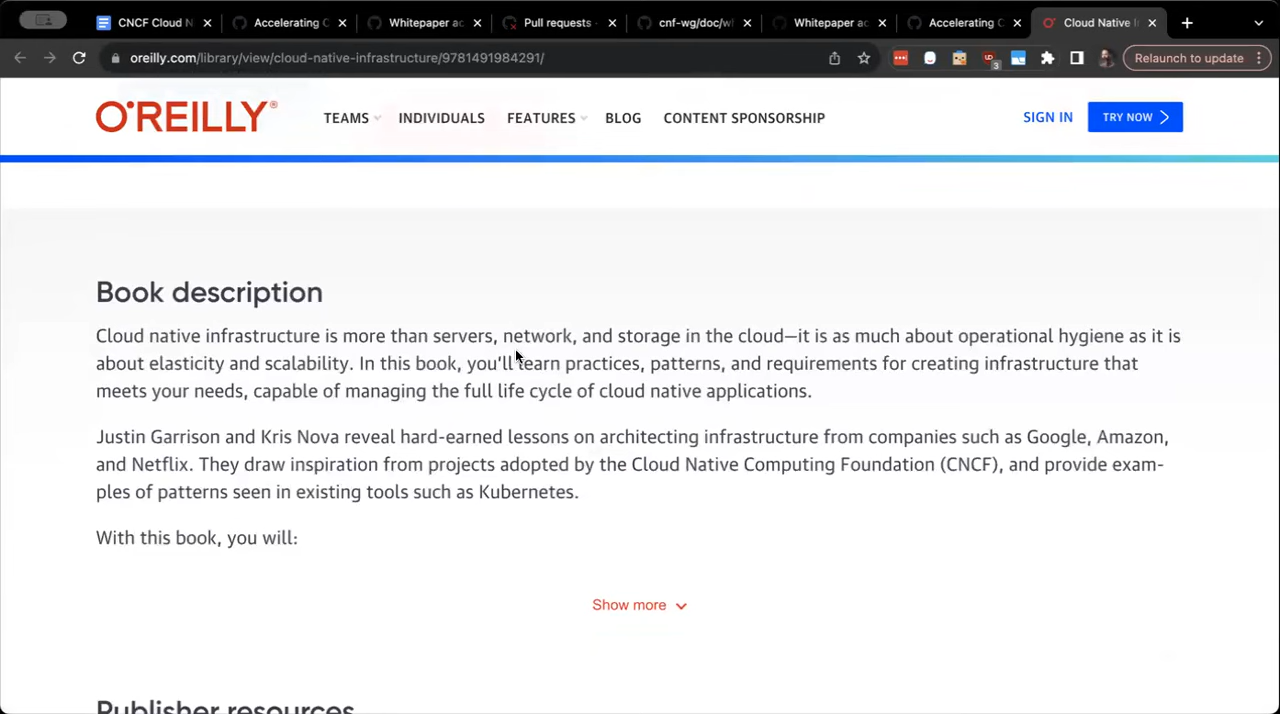 CNCF Cloud N
Accelerating C
Whitepaper ac
Pull requests ·
cnf-wg/doc/wh
Whitepaper ac
Accelerating C
Cloud Native I
oreilly.com/library/view/cloud-native-infrastructure/9781491984291/
3
Relaunch to update
O'REILLY®
TEAMS
INDIVIDUALS
FEATURES
BLOG
CONTENT SPONSORSHIP
SIGN IN
TRY NOW
Book description
Cloud native infrastructure is more than servers, network, and storage in the cloud—it is as much about operational hygiene as it is
about elasticity and scalability. In this book, you'll learn practices, patterns, and requirements for creating infrastructure that
meets your needs, capable of managing the full life cycle of cloud native applications.
Justin Garrison and Kris Nova reveal hard-earned lessons on architecting infrastructure from companies such as Google, Amazon,
and Netflix. They draw inspiration from projects adopted by the Cloud Native Computing Foundation (CNCF), and provide exam-
ples of patterns seen in existing tools such as Kubernetes.
With this book, you will:
Show more
Publisher resources